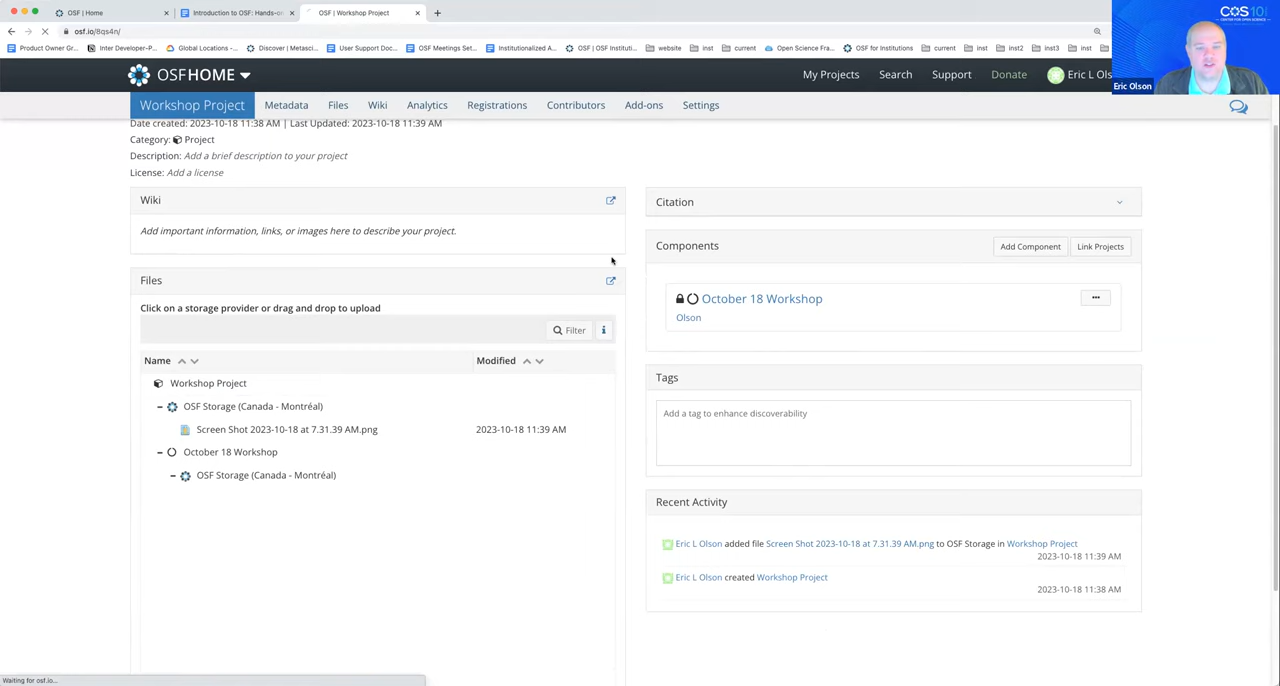 OSF | Home
Introduction to OSF: Hands-o
OSF | Workshop Project
osf.io/8qs4n/
Product Owner Gr...
Inter Developer-P...
Global Locations -...
Discover | Metasci...
User Support Doc...
OSF Meetings Set...
Institutionalized A...
OSF | OSF Instituti...
website
inst
current
Open Science Fra...
OSF for Institutions
current
inst
inst2
inst3
inst
COS10
CENTER FOR OPEN SCIENCE
Eric Olson
OSFHOME
My Projects
Search
Support
Donate
Eric L Ols
Workshop Project
Metadata
Files
Wiki
Analytics
Registrations
Contributors
Add-ons
Settings
Date created: 2023-10-18 11:38 AM | Last Updated: 2023-10-18 11:39 AM
Category: Project
Description: Add a brief description to your project
License: Add a license
Wiki
Add important information, links, or images here to describe your project.
Files
Click on a storage provider or drag and drop to upload
Filter
Name
Modified
Workshop Project
OSF Storage (Canada - Montréal)
Screen Shot 2023-10-18 at 7.31.39 AM.png
2023-10-18 11:39 AM
October 18 Workshop
OSF Storage (Canada - Montréal)
Citation
Components
Add Component
Link Projects
October 18 Workshop
Olson
Tags
Add a tag to enhance discoverability
Recent Activity
Eric L Olson added file Screen Shot 2023-10-18 at 7.31.39 AM.png to OSF Storage in Workshop Project
2023-10-18 11:39 AM
Eric L Olson created Workshop Project
2023-10-18 11:38 AM
Waiting for osf.io...